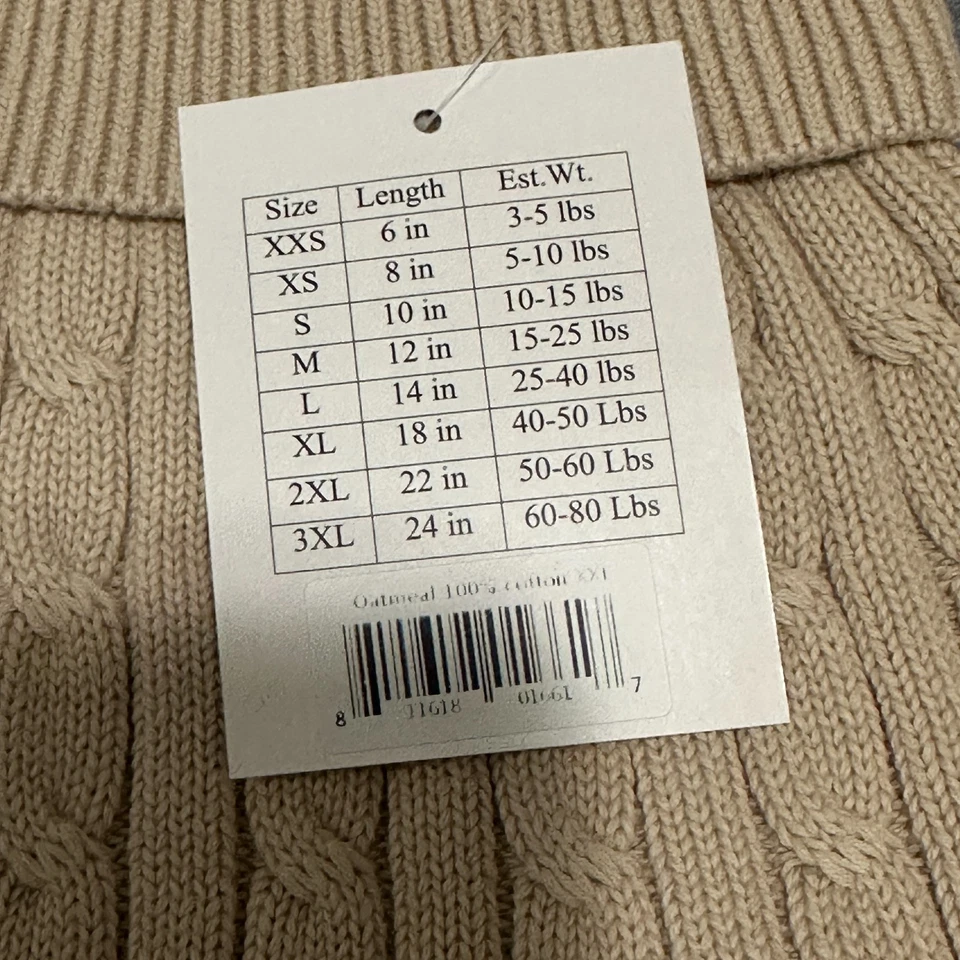 Size Length Est.Wt.
XXS 6 in 3-5 lbs
XS 8 in 5-10 lbs
S 10 in 10-15 lbs
M 12 in 15-25 lbs
L 14 in 25-40 lbs
XL 18 in 40-50 Lbs
2XL 22 in 50-60 Lbs
3XL 24 in 60-80 Lbs
Oatmeal 100% cotton
8 11618 01661 7